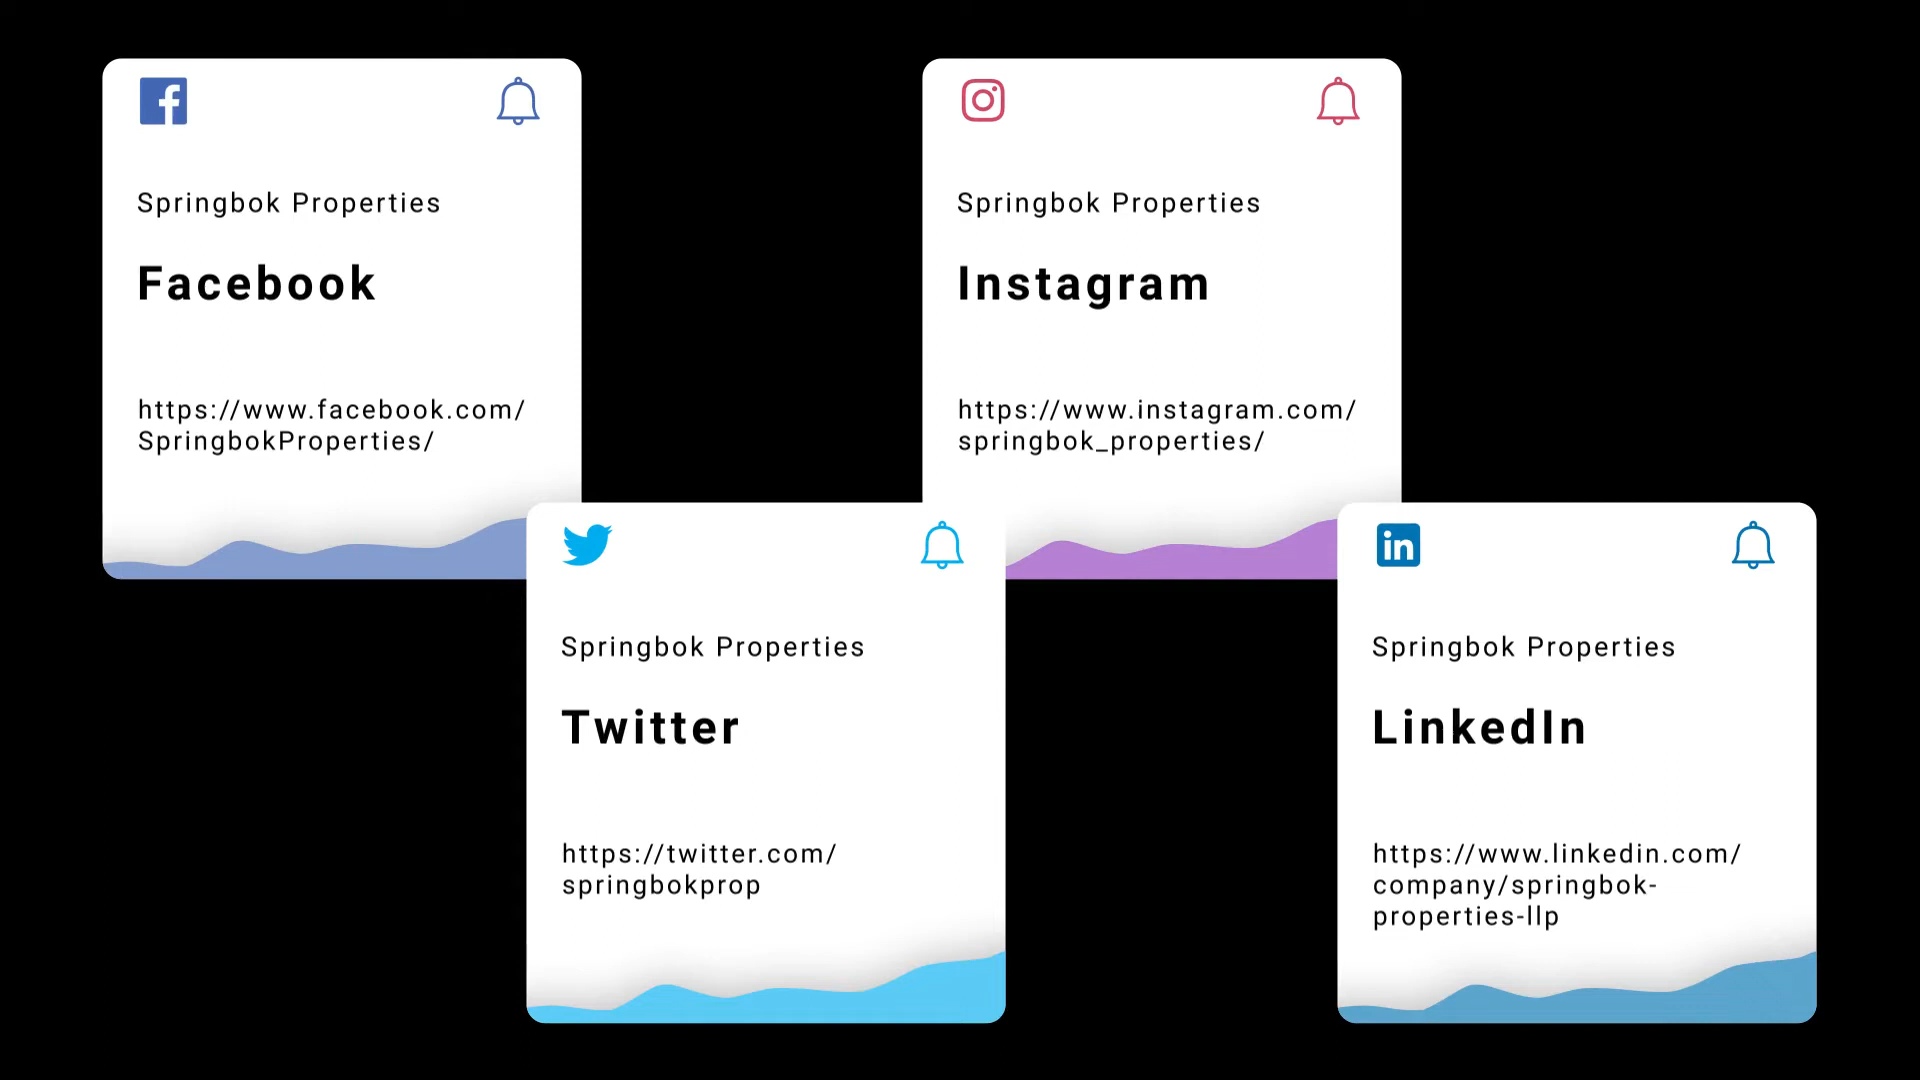 Springbok Properties
Facebook
https://www.facebook.com/
SpringbokProperties/
Springbok Properties
Instagram
https://www.instagram.com/
springbok_properties/
Springbok Properties
Twitter
https://twitter.com/
springbokprop
Springbok Properties
LinkedIn
https://www.linkedin.com/
company/springbok-
properties-llp